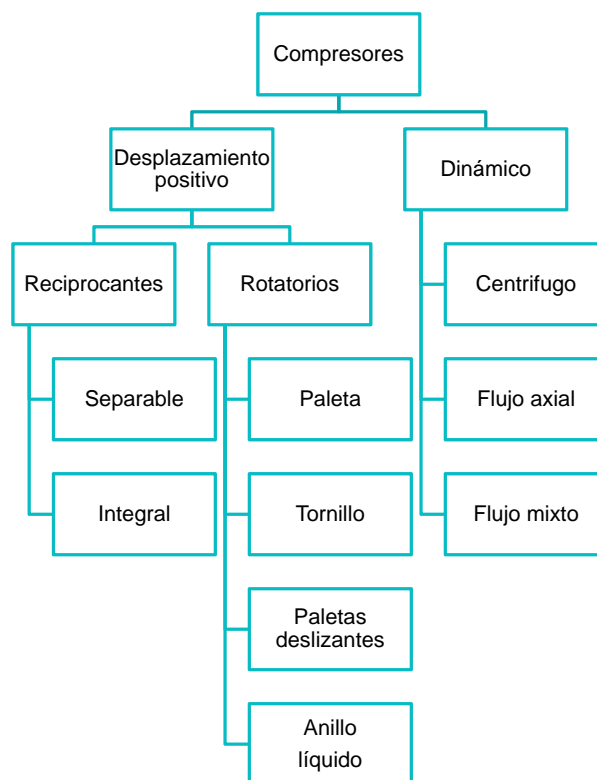 Compresores
Desplazamiento
positivo
Dinámico
Reciprocantes
Rotatorios
Centrifugo
Separable
Paleta
Flujo axial
Integral
Tornillo
Flujo mixto
Paletas
deslizantes
Anillo
líquido